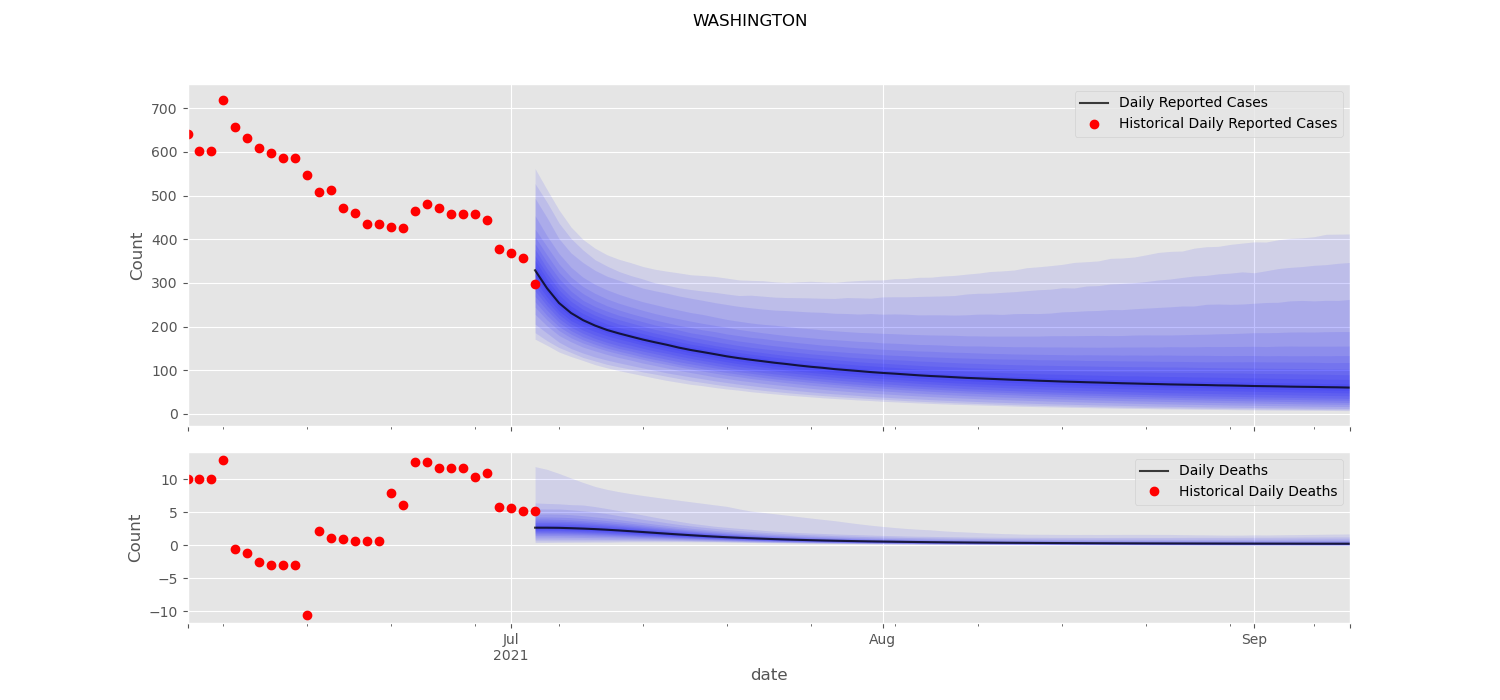 WASHINGTON
700
600
500
400
300
200
100
0
Count
Daily Reported Cases
Historical Daily Reported Cases
10
5
0
−5
−10
Count
Daily Deaths
Historical Daily Deaths
Jul
2021
Aug
Sep
date